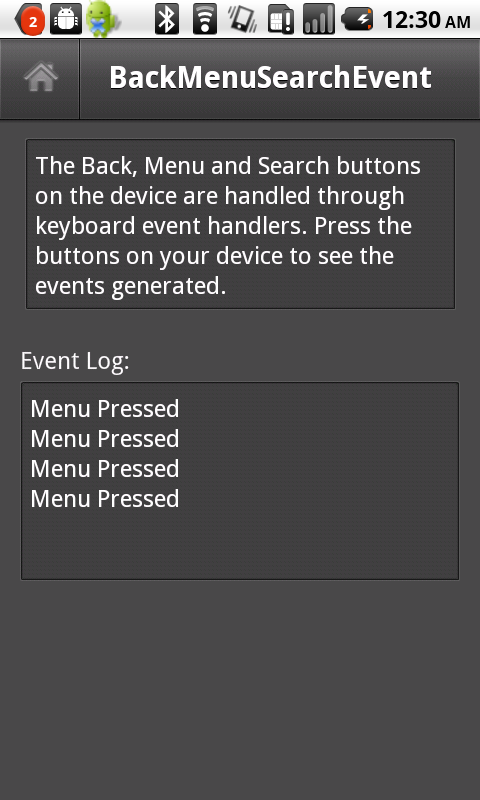 2
12:30 AM
BackMenuSearchEvent
The Back, Menu and Search buttons
on the device are handled through
keyboard event handlers. Press the
buttons on your device to see the
events generated.
Event Log:
Menu Pressed
Menu Pressed
Menu Pressed
Menu Pressed